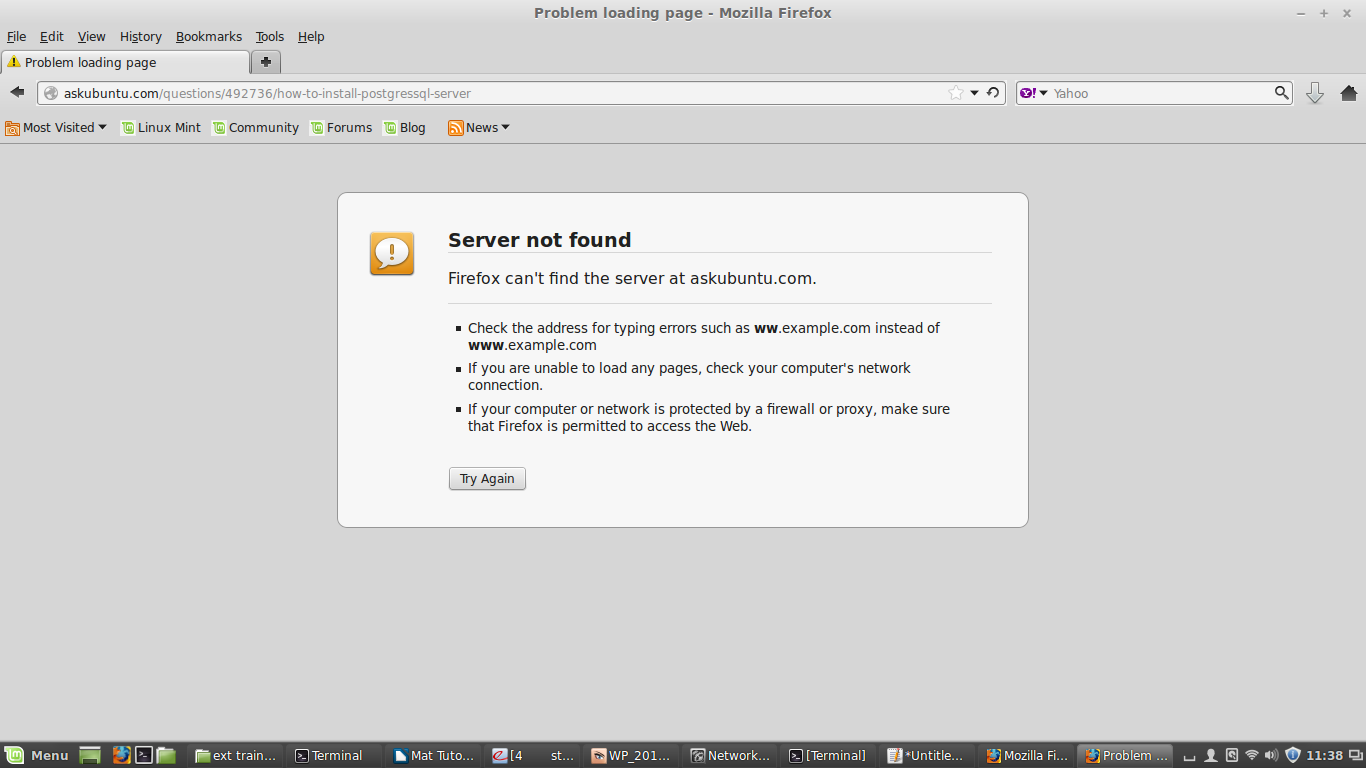 Problem loading page - Mozilla Firefox
File Edit View History Bookmarks Tools Help
Problem loading page
askubuntu.com/questions/492736/how-to-install-postgressql-server
Yahoo
Most Visited Linux Mint Community Forums Blog News
Server not found
Firefox can't find the server at askubuntu.com.
Check the address for typing errors such as ww.example.com instead of
www.example.com
If you are unable to load any pages, check your computer's network
connection.
If your computer or network is protected by a firewall or proxy, make sure
that Firefox is permitted to access the Web.
Try Again
Menu ext train... Terminal Mat Tuto... [4 st... WP_201... Network... [Terminal] *Untitle... Mozilla Fi... Problem ... 11:38